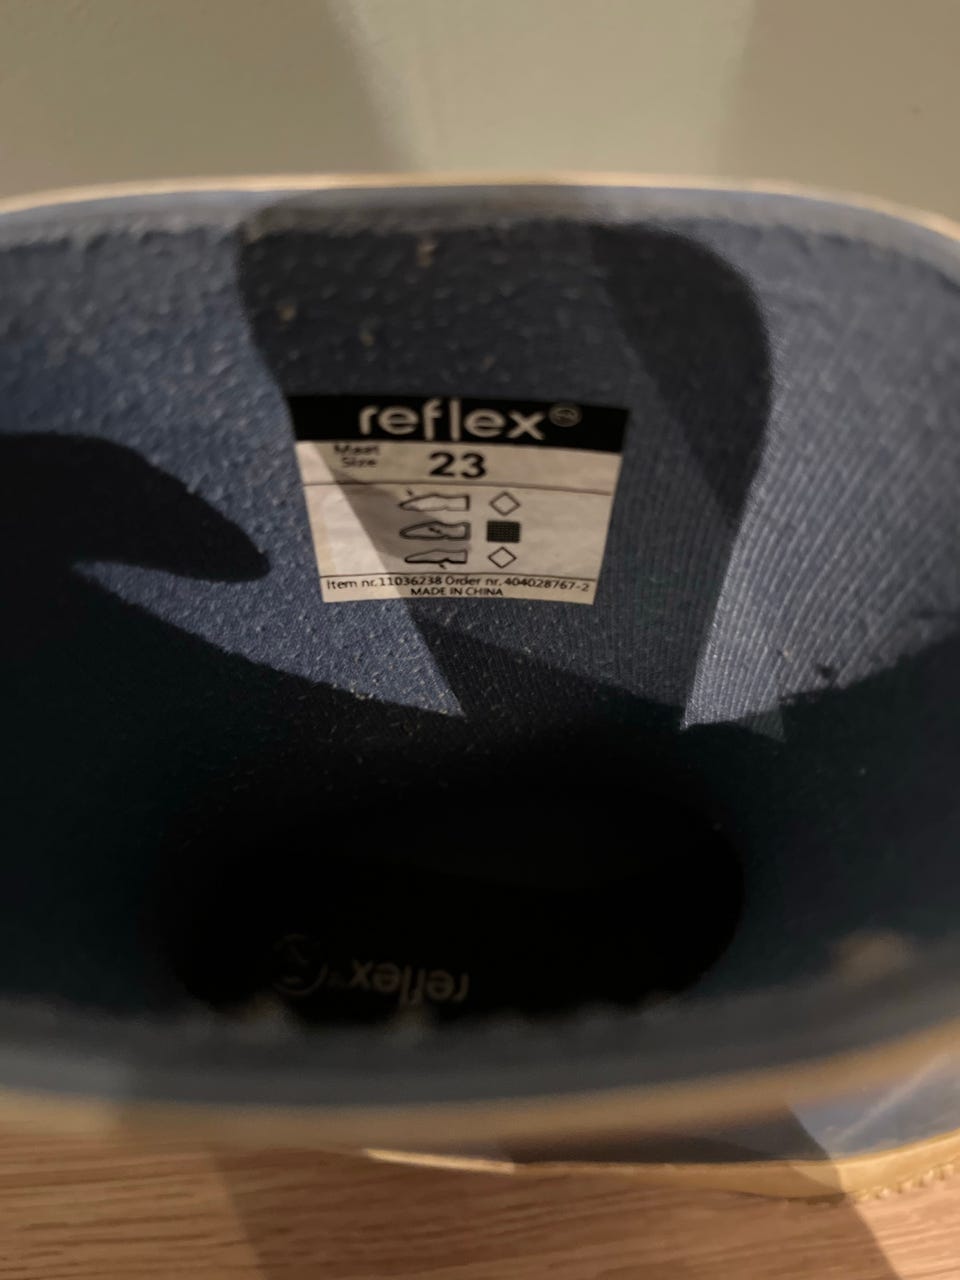 reflex
Maat
Size
23
Item nr.11036238 Order nr.404028767-2
MADE IN CHINA
reflex